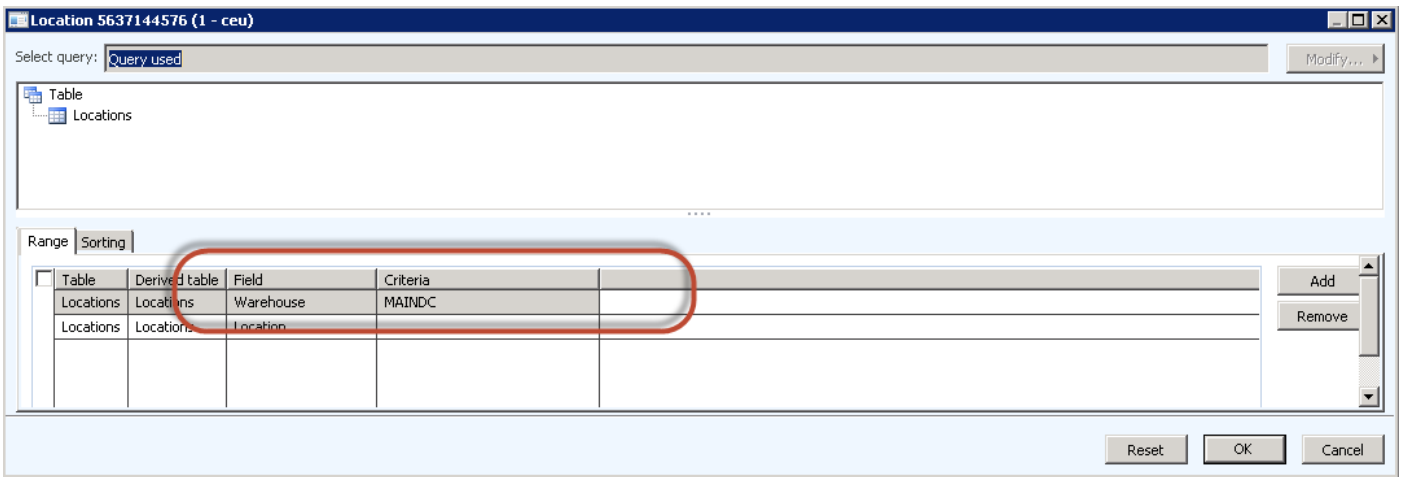 Location 5637144576 (1 - ceu)
Select query: Query used Modify...
Table
Locations
Range Sorting
Table Derived table Field Criteria Add
Locations Locations Warehouse MAINDC
Locations Locations Location Remove
Reset OK Cancel